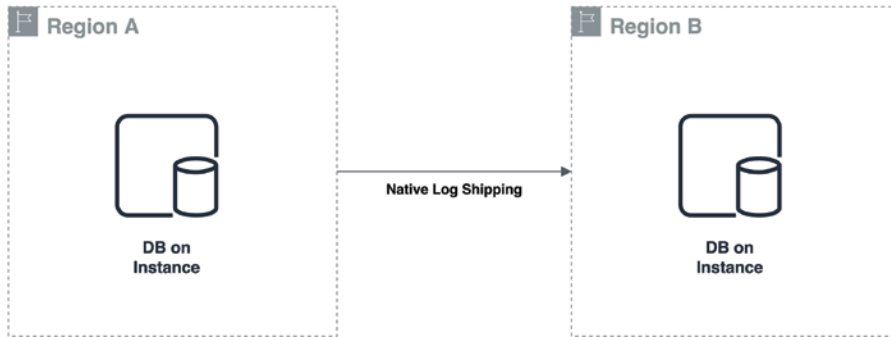 Region A
Region B
Native Log Shipping
DB on
Instance
DB on
Instance